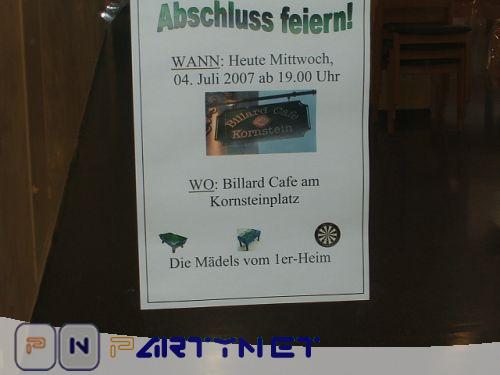 Abschluss feiern!
WANN: Heute Mittwoch,
04. Juli 2007 ab 19.00 Uhr
Billard Cafe
Kornstein
WO: Billard Cafe am
Kornsteinplatz
Die Mädels vom 1er-Heim
P N PARTYNET